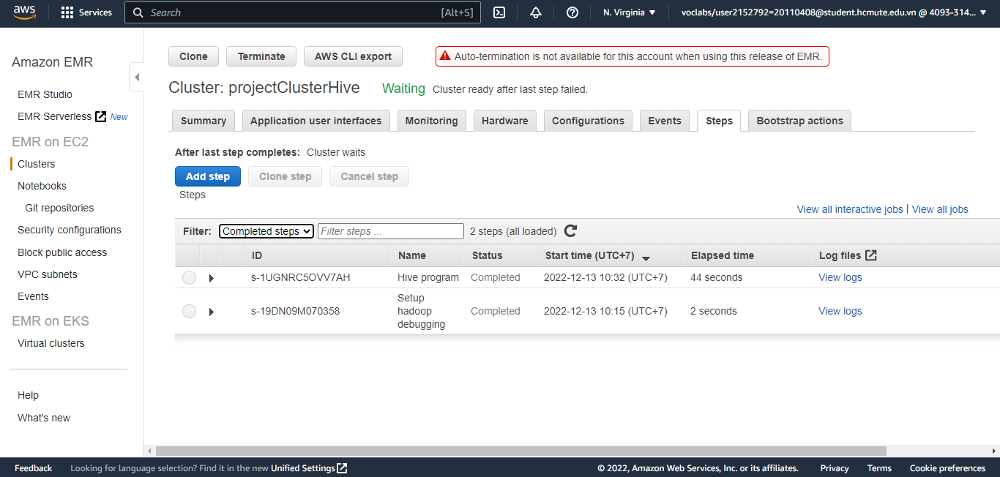 aws
Services
Search [Alt+S]
N. Virginia
voclabs/user2152792=20110408@student.hcmute.edu.vn @ 4093-314...
Amazon EMR
EMR Studio
EMR Serverless New
EMR on EC2
Clusters
Notebooks
Git repositories
Security configurations
Block public access
VPC subnets
Events
EMR on EKS
Virtual clusters
Help
What's new
Clone Terminate AWS CLI export
Auto-termination is not available for this account when using this release of EMR.
Cluster: projectClusterHive Waiting Cluster ready after last step failed.
Summary Application user interfaces Monitoring Hardware Configurations Events Steps Bootstrap actions
After last step completes: Cluster waits
Add step Clone step Cancel step
Steps
View all interactive jobs | View all jobs
Filter: Completed steps Filter steps ... 2 steps (all loaded)
ID Name Status Start time (UTC+7) Elapsed time Log files
s-1UGNRC5OVV7AH Hive program Completed 2022-12-13 10:32 (UTC+7) 44 seconds View logs
s-19DN09M070358 Setup hadoop debugging Completed 2022-12-13 10:15 (UTC+7) 2 seconds View logs
Feedback Looking for language selection? Find it in the new Unified Settings
© 2022, Amazon Web Services, Inc. or its affiliates. Privacy Terms Cookie preferences